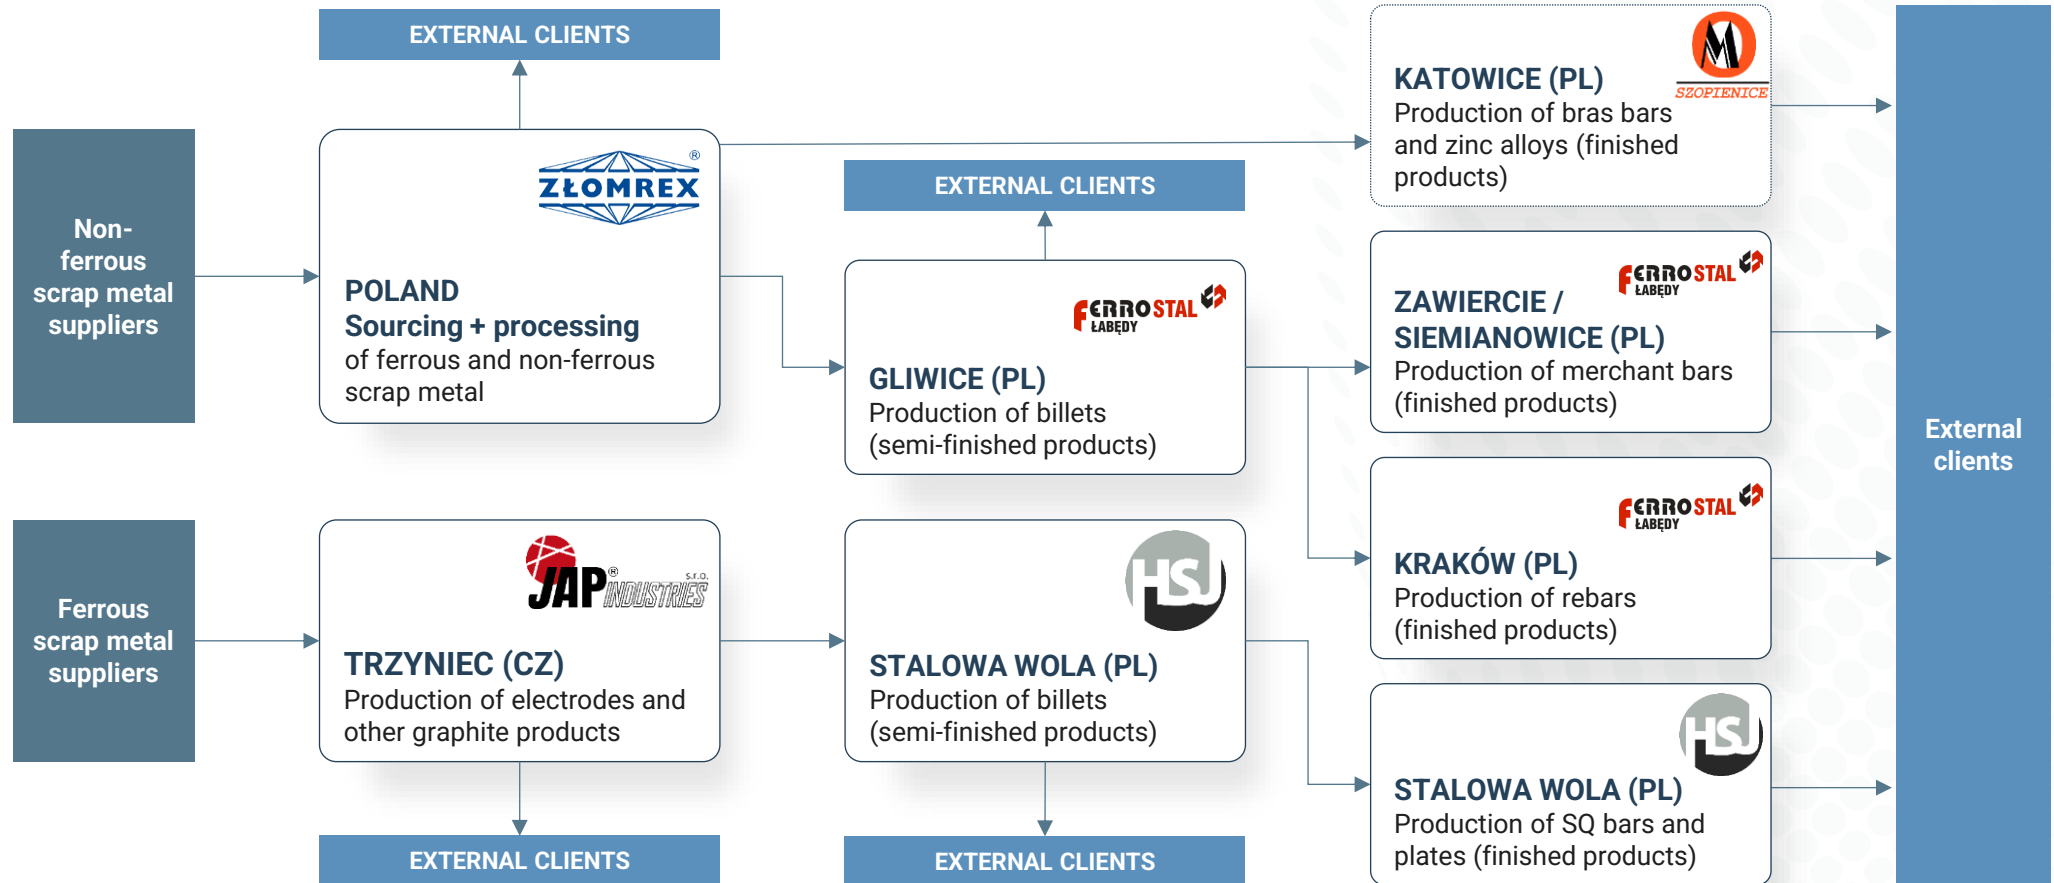 EXTERNAL CLIENTS
Non-
ferrous
scrap metal
suppliers
ZŁOMREX
®
POLAND
Sourcing + processing
of ferrous and non-ferrous
scrap metal
EXTERNAL CLIENTS
FERROSTAL
ŁABĘDY
GLIWICE (PL)
Production of billets
(semi-finished products)
SZOPIENICE
KATOWICE (PL)
Production of bras bars
and zinc alloys (finished
products)
FERROSTAL
ŁABĘDY
ZAWIERCIE /
SIEMIANOWICE (PL)
Production of merchant bars
(finished products)
FERROSTAL
ŁABĘDY
KRAKÓW (PL)
Production of rebars
(finished products)
Ferrous
scrap metal
suppliers
JAP® INDUSTRIES s.r.o.
TRZYNIEC (CZ)
Production of electrodes and
other graphite products
EXTERNAL CLIENTS
HSJ
STALOWA WOLA (PL)
Production of billets
(semi-finished products)
EXTERNAL CLIENTS
HSJ
STALOWA WOLA (PL)
Production of SQ bars and
plates (finished products)
External
clients